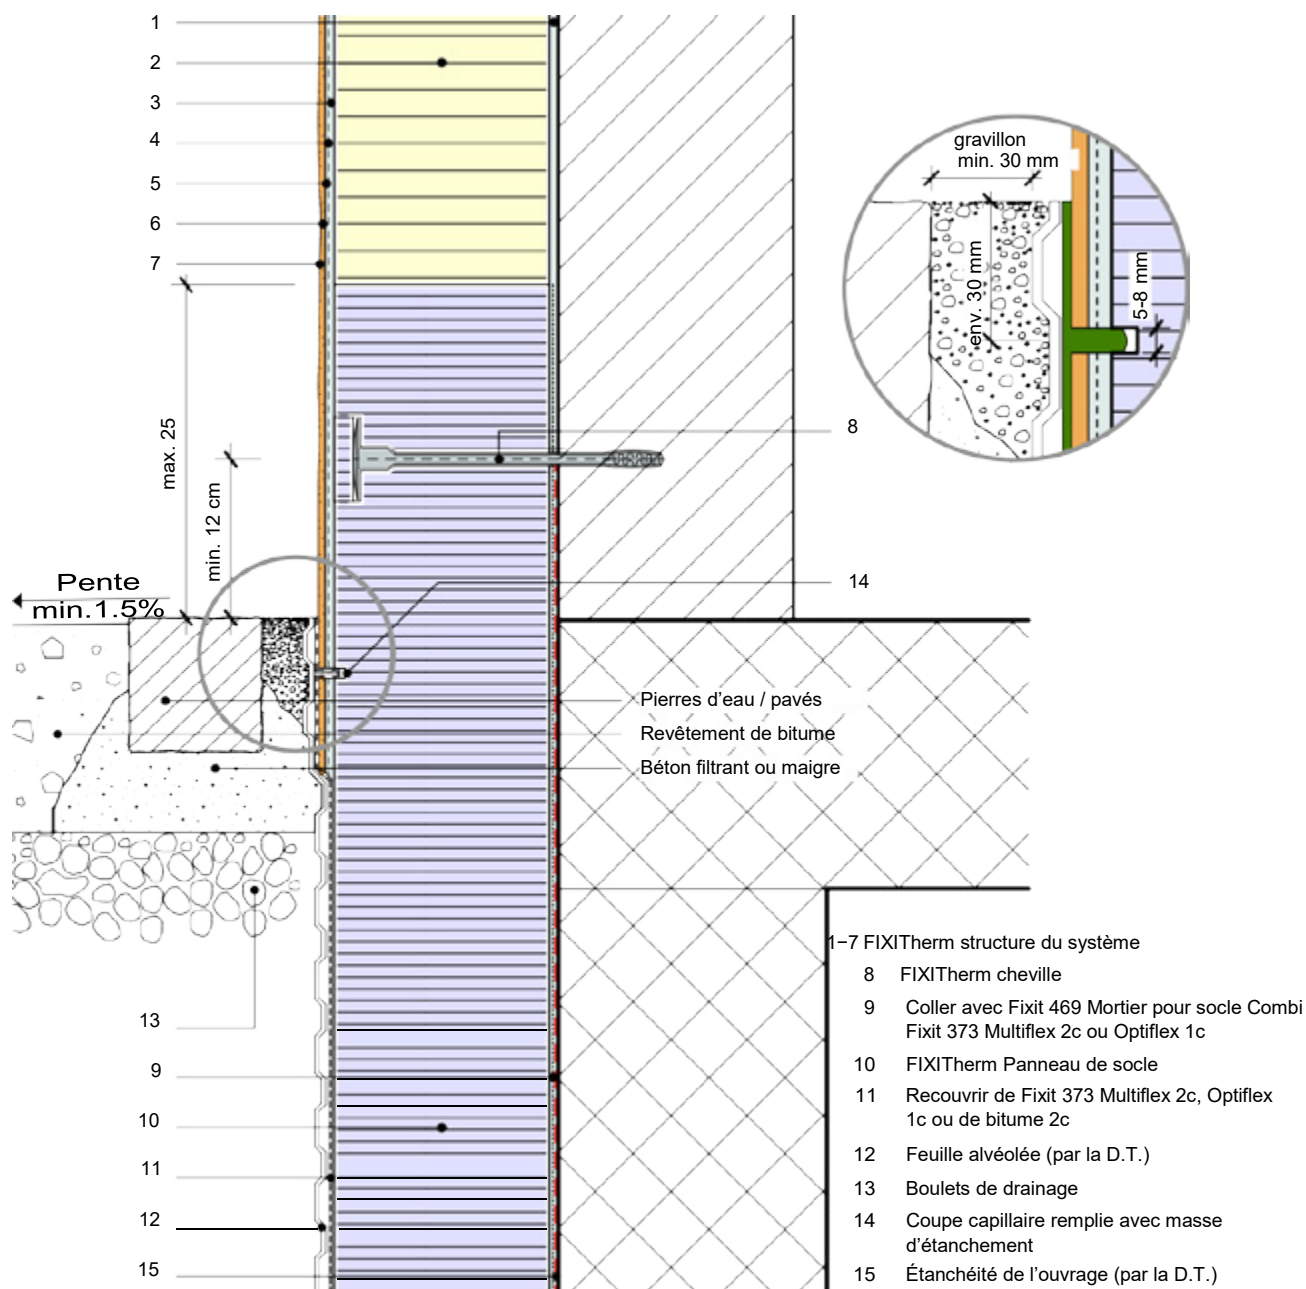 1
2
3
4
5
6
7
max. 25
min. 12 cm
Pente
min.1.5%
gravillon
min. 30 mm
env. 30 mm
5-8 mm
8
14
Pierres d'eau / pavés
Revêtement de bitume
Béton filtrant ou maigre
13
9
10
11
12
15
1–7 FIXITherm structure du système
8 FIXITherm cheville
9 Coller avec Fixit 469 Mortier pour socle Combi
Fixit 373 Multiflex 2c ou Optiflex 1c
10 FIXITherm Panneau de socle
11 Recouvrir de Fixit 373 Multiflex 2c, Optiflex
1c ou de bitume 2c
12 Feuille alvéolée (par la D.T.)
13 Boulets de drainage
14 Coupe capillaire remplie avec masse
d'étanchement
15 Étanchéité de l'ouvrage (par la D.T.)